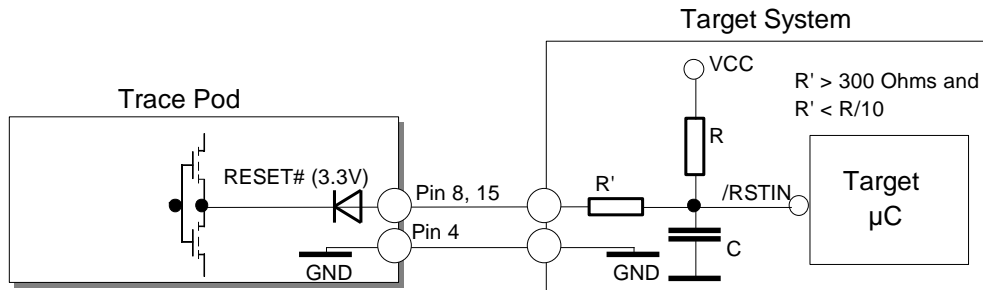 Target System
Trace Pod
VCC
R' > 300 Ohms and
R' < R/10
R
RESET# (3.3V)
Pin 8, 15
R'
/RSTIN
Target
µC
Pin 4
C
GND
GND